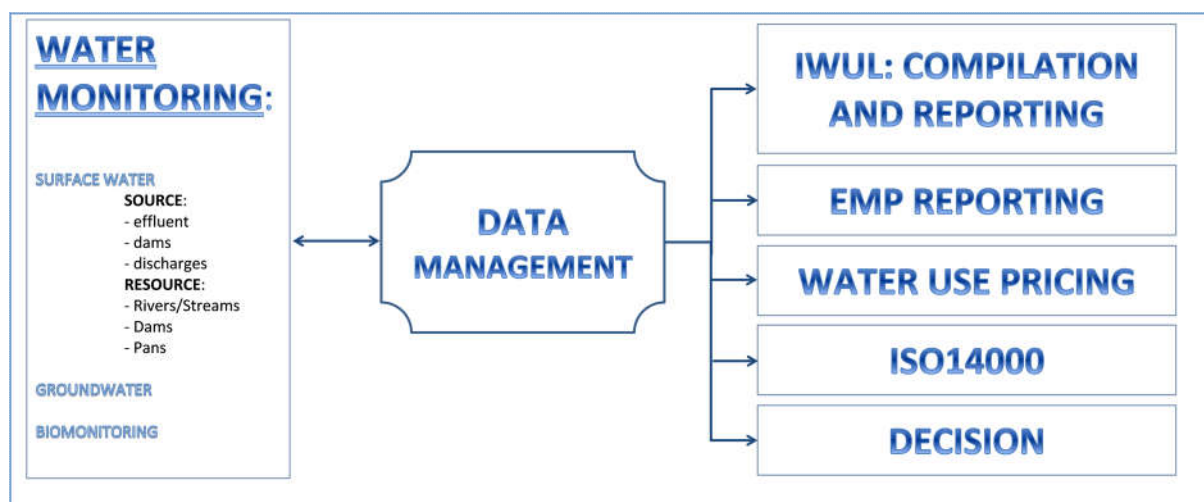 WATER
MONITORING:
SURFACE WATER
SOURCE:
- effluent
- dams
- discharges
RESOURCE:
- Rivers/Streams
- Dams
- Pans
GROUNDWATER
BIOMONITORING
DATA
MANAGEMENT
IWUL: COMPILATION
AND REPORTING
EMP REPORTING
WATER USE PRICING
ISO14000
DECISION